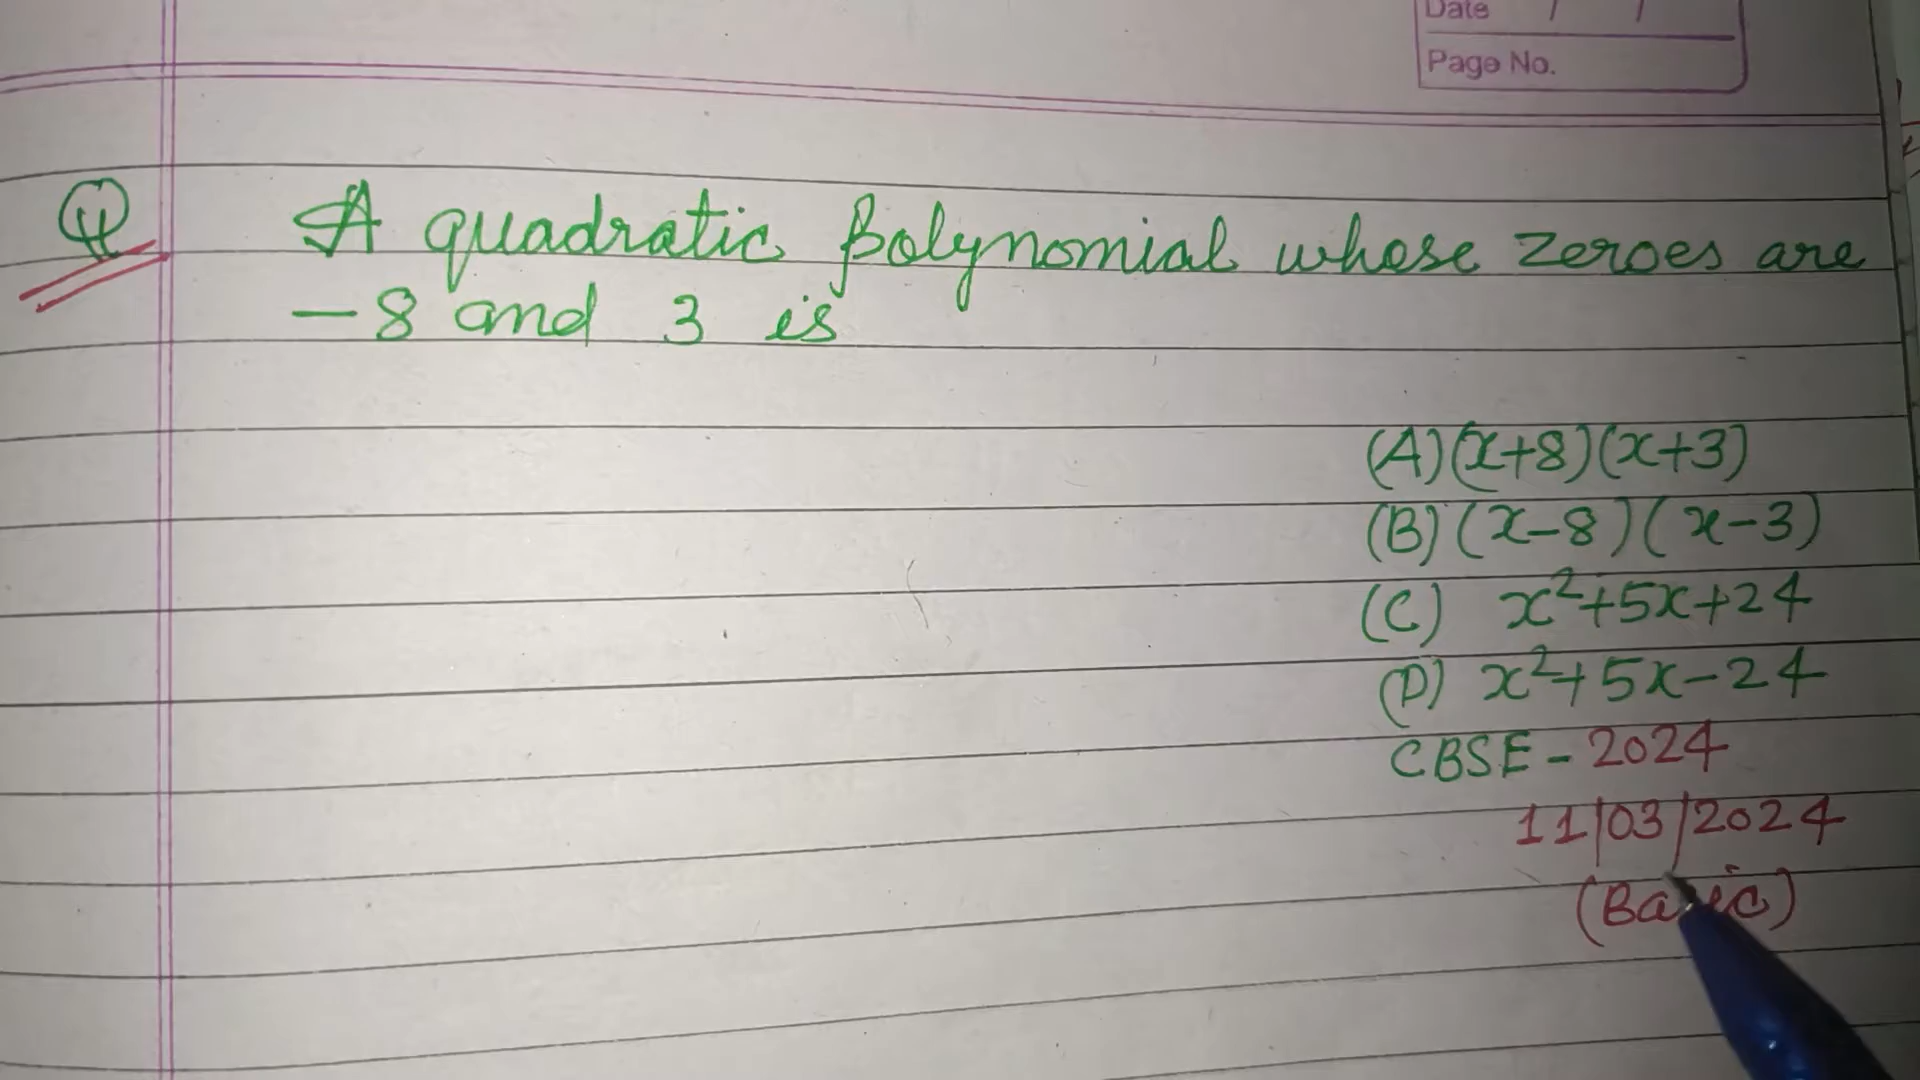 Date / /
Page No.
Q A quadratic polynomial whose zeroes are
-8 and 3 is
(A) (x+8)(x+3)
(B) (x-8)(x-3)
(C) x²+5x+24
(D) x²+5x-24
CBSE - 2024
11/03/2024
(Basic)